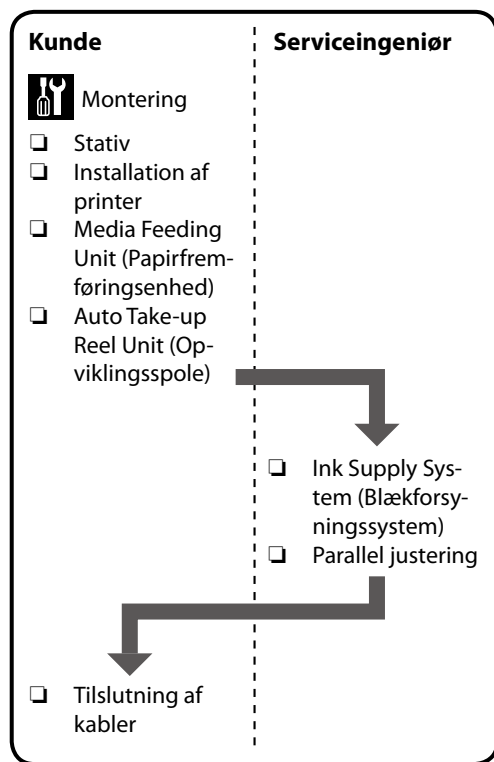 Kunde
Serviceingeniør
Montering
❏ Stativ
❏ Installation af
printer
❏ Media Feeding
Unit (Papirfrem-
føringsenhed)
❏ Auto Take-up
Reel Unit (Op-
viklingsspole)
❏ Ink Supply Sys-
tem (Blækforsy-
ningssystem)
❏ Parallel justering
❏ Tilslutning af
kabler